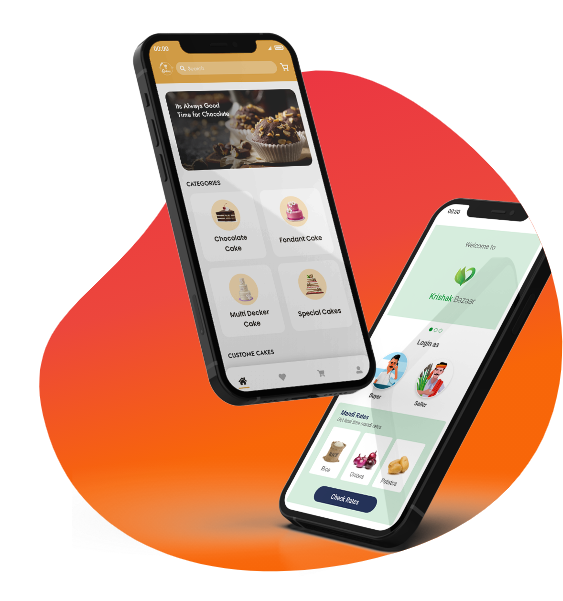 00:00
Search
Its Always Good
Time for Chocolate
CATEGORIES
Chocolate
Cake
Fondant Cake
Multi Decker
Cake
Special Cakes
CUSTOME CAKES
00:00
Welcome to
Krishak Bazaar
Login as
Buyer
Seller
Mandi Rates
Rice
Onions
Potatos
Check Rates